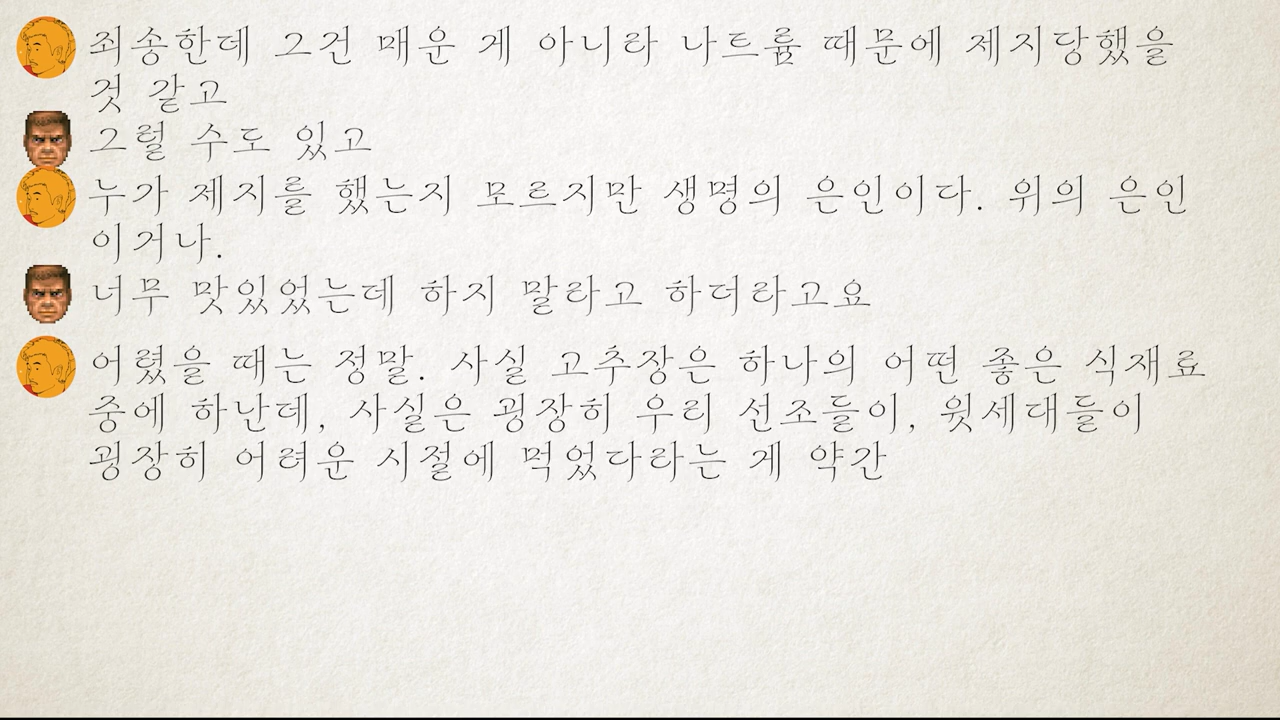 죄송한데 그건 매운 게 아니라 나트륨 때문에 제지당했을
것 같고
그럴 수도 있고
누가 제지를 했는지 모르지만 생명의 은인이다. 위의 은인
이거나.
너무 맛있었는데 하지 말라고 하더라고요
어렸을 때는 정말. 사실 고추장은 하나의 어떤 좋은 식재료
중에 하난데, 사실은 굉장히 우리 선조들이, 윗세대들이
굉장히 어려운 시절에 먹었다라는 게 약간